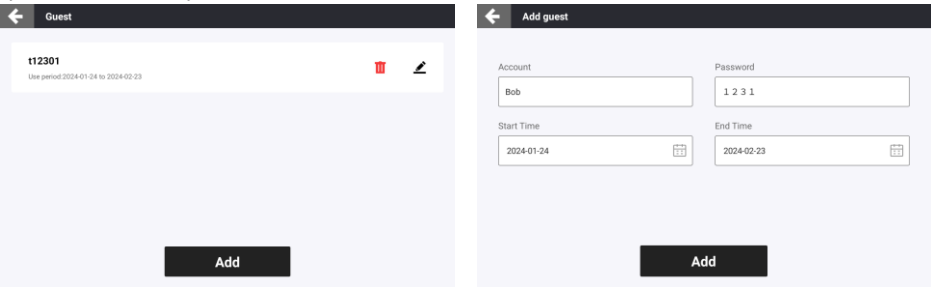 Guest
t12301
Use period:2024-01-24 to 2024-02-23
Add
Add guest
Account
Password
Bob
1 2 3 1
Start Time
End Time
2024-01-24
2024-02-23
Add